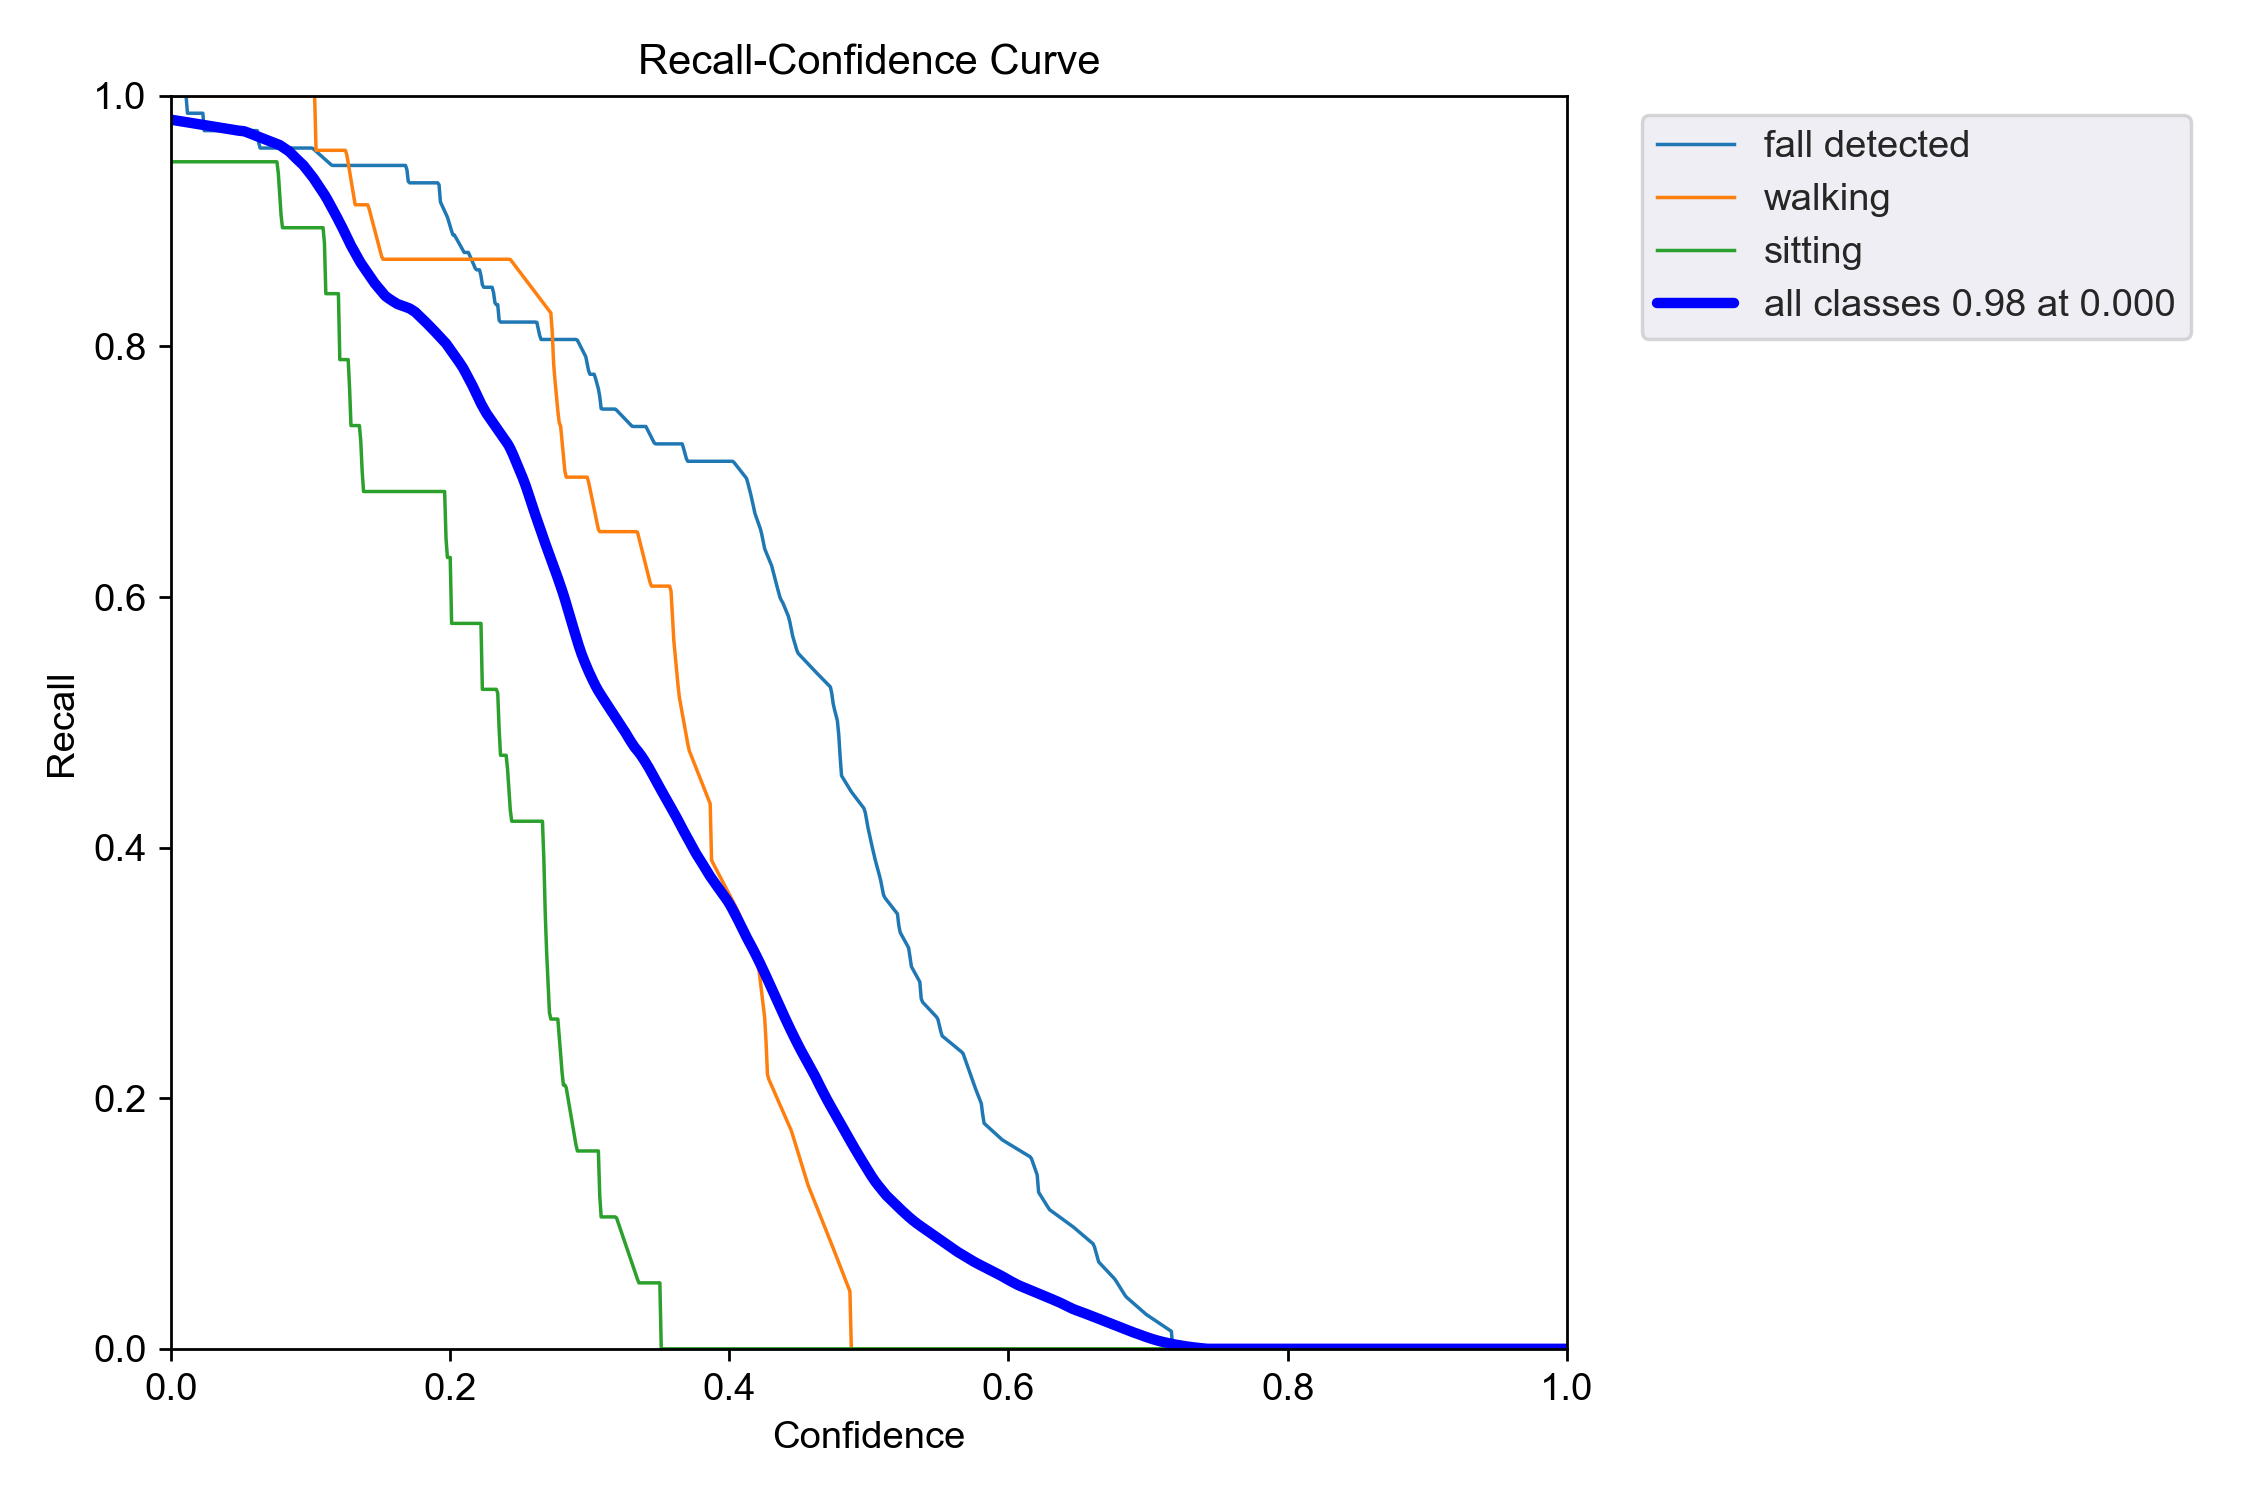 Recall-Confidence Curve
1.0
0.8
0.6
0.4
0.2
0.0
Recall
0.0 0.2 0.4 0.6 0.8 1.0
Confidence
fall detected
walking
sitting
all classes 0.98 at 0.000